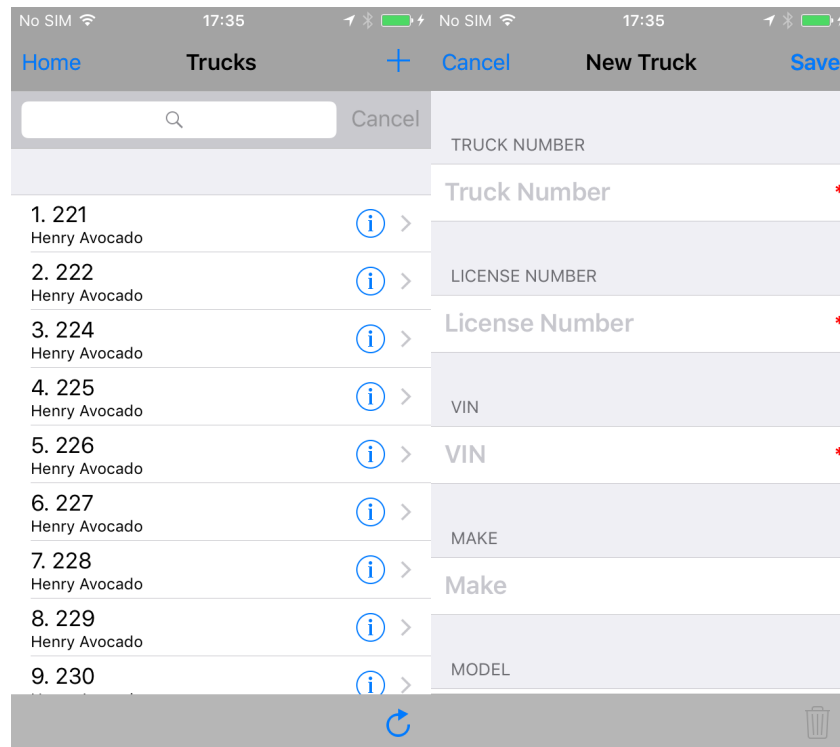 No SIM 17:35
Home Trucks +
Cancel
1. 221
Henry Avocado
2. 222
Henry Avocado
3. 224
Henry Avocado
4. 225
Henry Avocado
5. 226
Henry Avocado
6. 227
Henry Avocado
7. 228
Henry Avocado
8. 229
Henry Avocado
9. 230
No SIM 17:35
Cancel New Truck Save
TRUCK NUMBER
Truck Number *
LICENSE NUMBER
License Number *
VIN
VIN *
MAKE
Make
MODEL